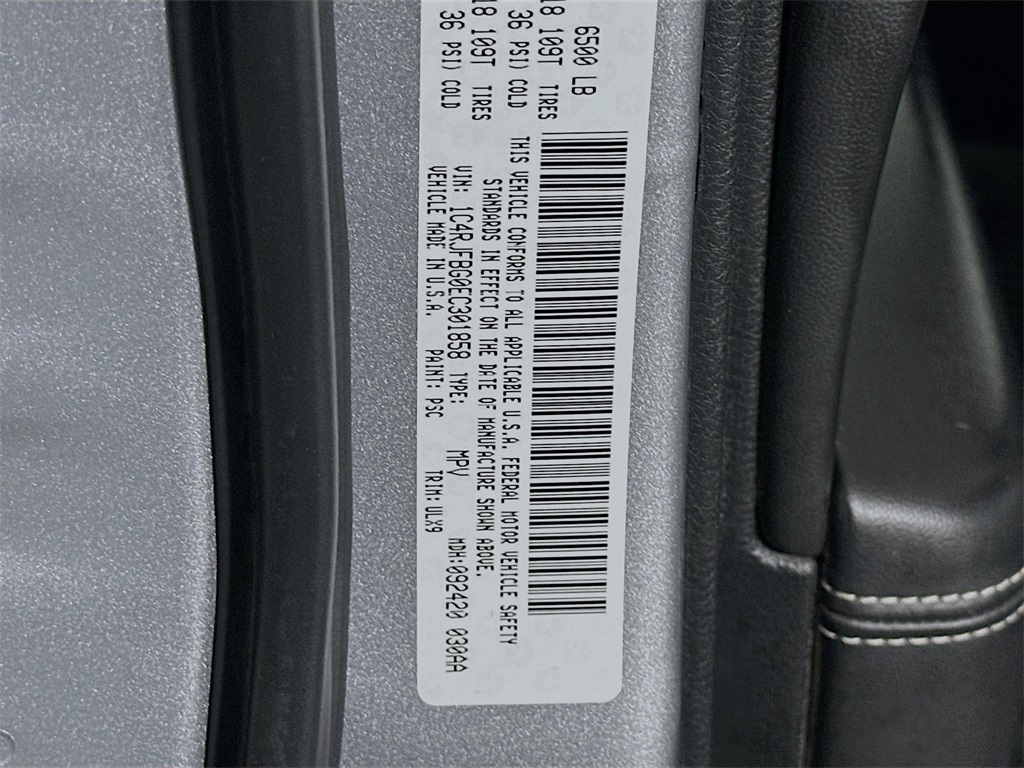 6500 LB
18 109T TIRES
36 PSI) COLD
18 109T TIRES
36 PSI) COLD
THIS VEHICLE CONFORMS TO ALL APPLICABLE U.S.A. FEDERAL MOTOR VEHICLE SAFETY
STANDARDS IN EFFECT ON THE DATE OF MANUFACTURE SHOWN ABOVE.
VIN: 1C4RJFBG0EC301858 TYPE: MPV MDH:092420 030AA
VEHICLE MADE IN U.S.A. PAINT: PSC TRIM: ULX9